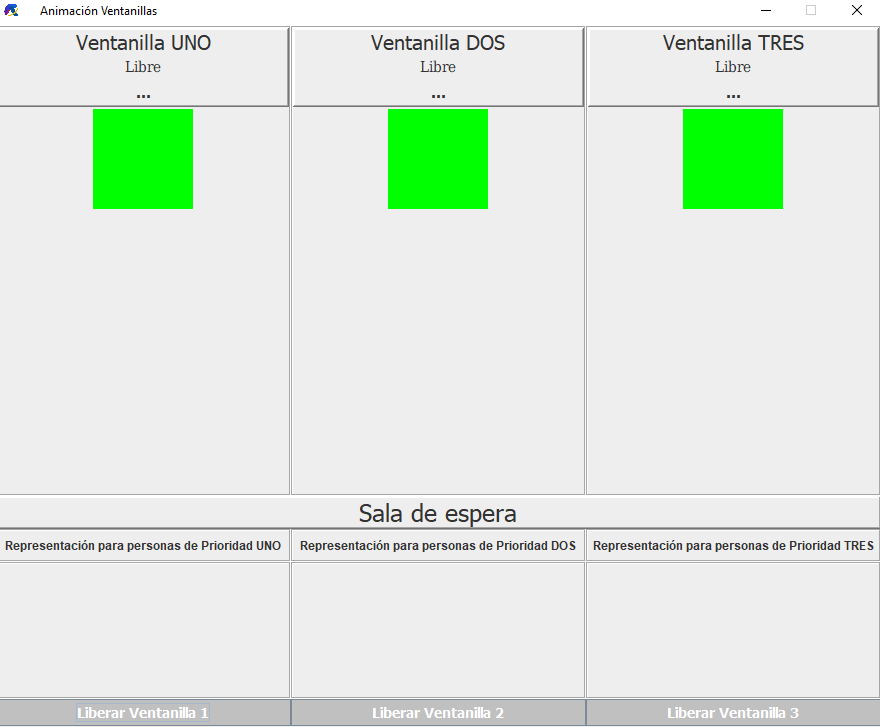 Animación Ventanillas
Ventanilla UNO
Libre
...
Ventanilla DOS
Libre
...
Ventanilla TRES
Libre
...
Sala de espera
Representación para personas de Prioridad UNO
Representación para personas de Prioridad DOS
Representación para personas de Prioridad TRES
Liberar Ventanilla 1
Liberar Ventanilla 2
Liberar Ventanilla 3